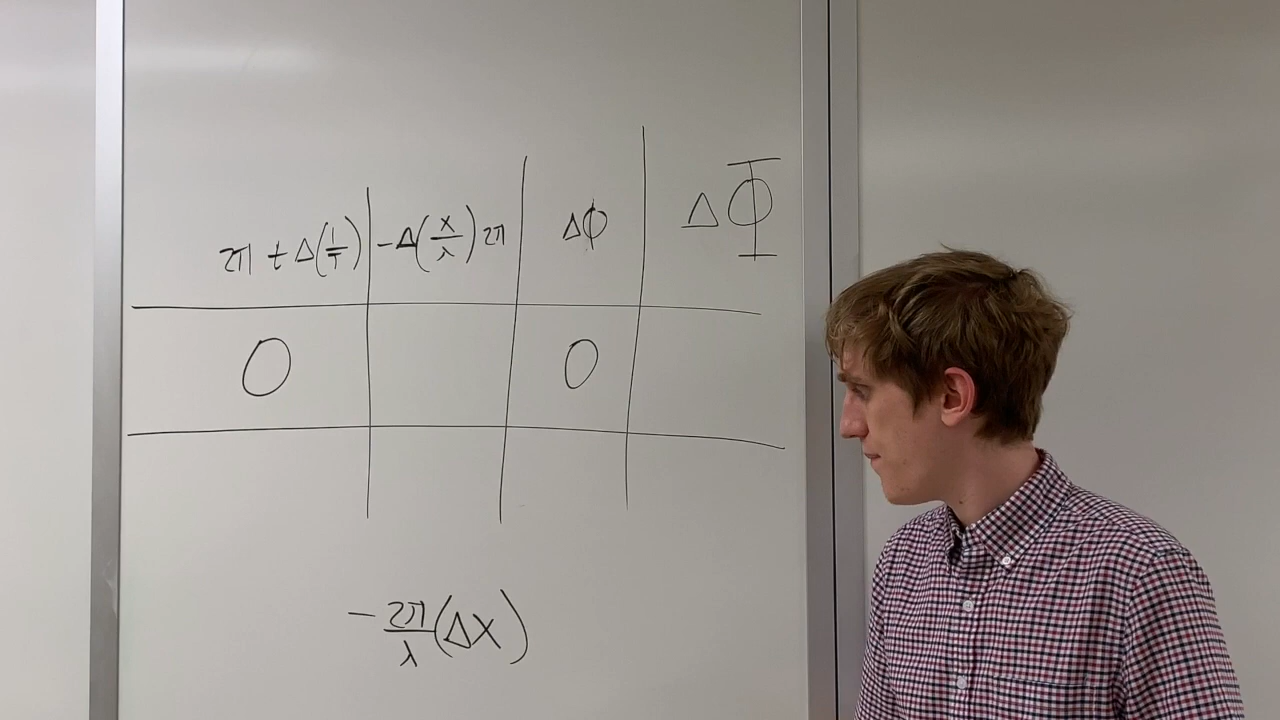 2π t Δ(1/T) | -Δ(x/λ) 2π | Δϕ | ΔΦ
0 0
-2π/λ (Δx)